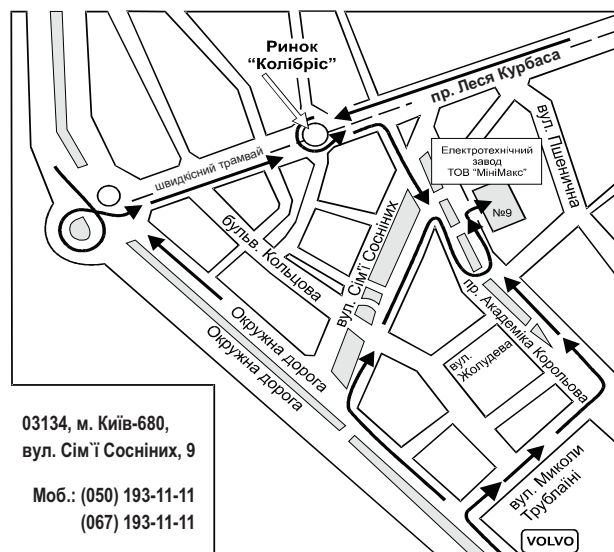 Ринок
"Колібріс"
пр. Леся Курбаса
швидкісний трамвай
вул. Пшенична
Електротехнічний
завод
ТОВ "МініМакс"
№9
бульв. Кольцова
вул. Сім'ї Сосніних
Окружна дорога
Окружна дорога
пр. Академіка Корольова
вул.
Жолудева
вул. Миколи
Трублаїні
VOLVO
03134, м. Київ-680,
вул. Сім`ї Сосніних, 9
Моб.: (050) 193-11-11
(067) 193-11-11